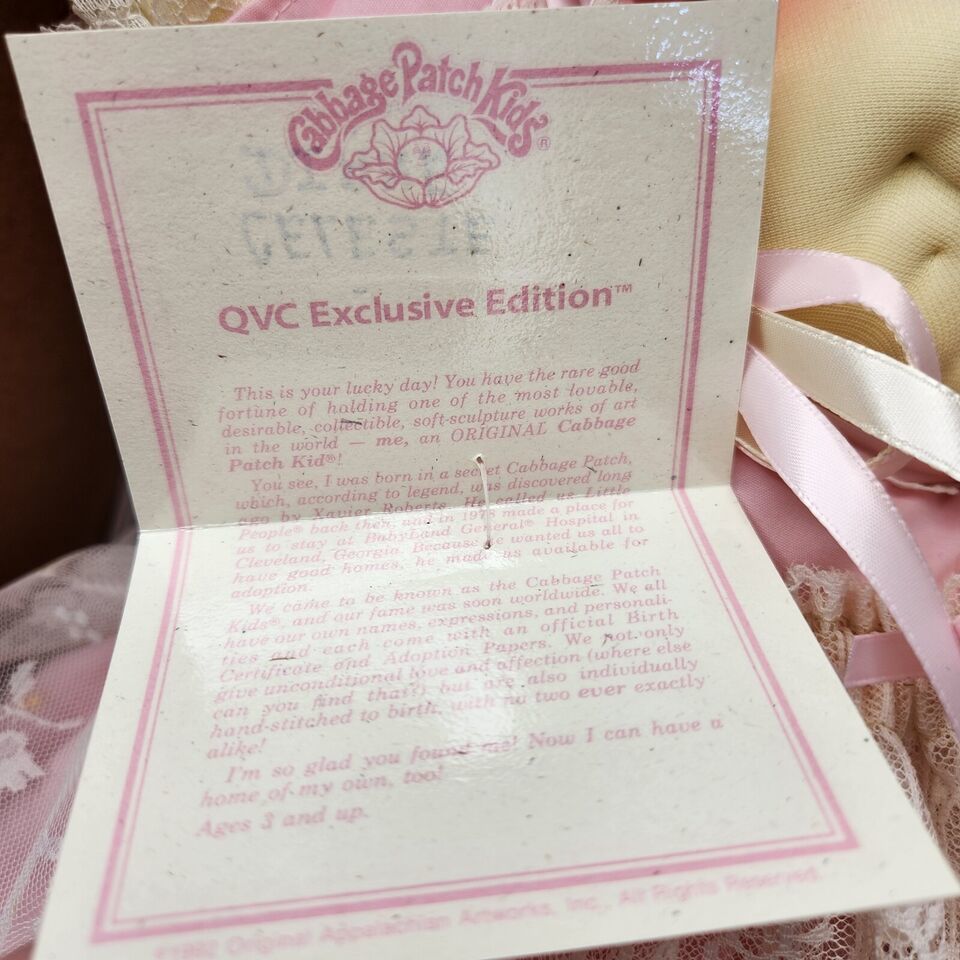 Cabbage Patch Kids®
QVC Exclusive Edition™
This is your lucky day! You have the rare good
fortune of holding one of the most lovable,
desirable, collectible, soft-sculpture works of art
in the world — me, an ORIGINAL Cabbage
Patch Kid®!
You see, I was born in a secret Cabbage Patch,
which, according to legend, was discovered long
ago by Xavier Roberts. He called us Little
People® back then, and in 1978 made a place for
us to stay at BabyLand General® Hospital in
Cleveland, Georgia. Because he wanted us all to
have good homes, he made us available for
adoption.
We came to be known as the Cabbage Patch
Kids®, and our fame was soon worldwide. We all
have our own names, expressions, and personali-
ties and each come with an official Birth
Certificate and Adoption Papers. We not only
give unconditional love and affection (where else
can you find that?) but are also individually
hand-stitched to birth, with no two ever exactly
alike!
I'm so glad you found me! Now I can have a
home of my own, too!
Ages 3 and up.
Original Appalachian Artworks, Inc., All Rights Reserved.